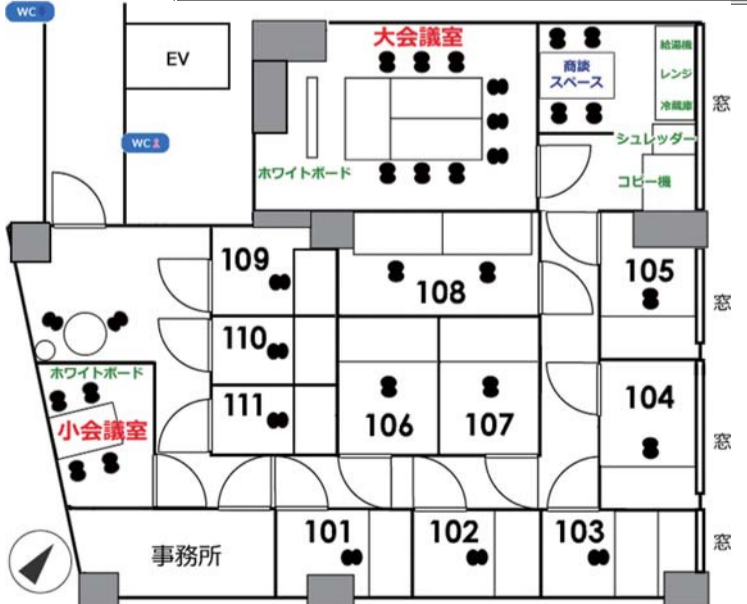 WC
EV
WC
大会議室
ホワイトボード
商談
スペース
給湯機
レンジ
冷蔵庫
窓
シュレッダー
コピー機
109
108
105
窓
110
ホワイトボード
111
106
107
104
窓
小会議室
101
102
103
窓
事務所